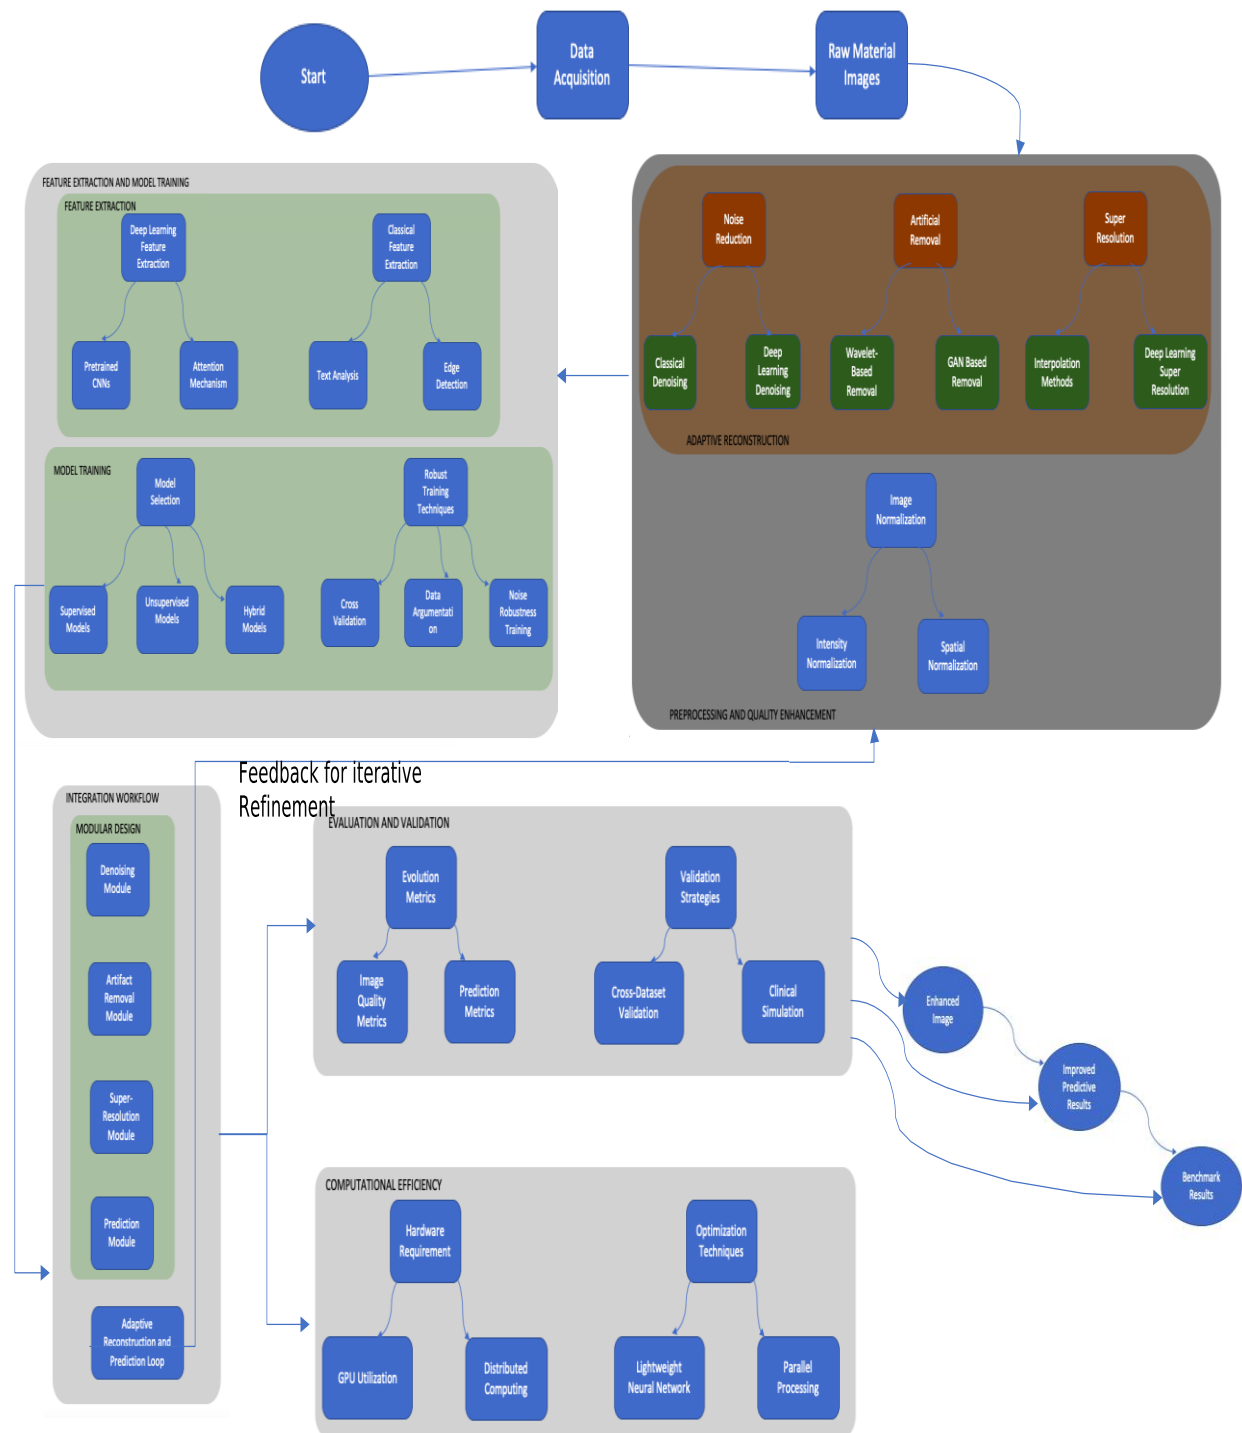 Start
Data
Acquisition
Raw Material
Images
FEATURE EXTRACTION AND MODEL TRAINING
FEATURE EXTRACTION
Deep Learning
Feature
Extraction
Classical
Feature
Extraction
Pretrained
CNNs
Attention
Mechanism
Text Analysis
Edge
Detection
MODEL TRAINING
Model
Selection
Robust
Training
Techniques
Supervised
Models
Unsupervised
Models
Hybrid
Models
Cross
Validation
Data
Argumentati
on
Noise
Robustness
Training
Noise
Reduction
Artificial
Removal
Super
Resolution
Classical
Denoising
Deep
Learning
Denoising
Wavelet-
Based
Removal
GAN Based
Removal
Interpolation
Methods
Deep Learning
Super
Resolution
ADAPTIVE RECONSTRUCTION
Image
Normalization
Intensity
Normalization
Spatial
Normalization
PREPROCESSING AND QUALITY ENHANCEMENT
Feedback for iterative
Refinement
INTEGRATION WORKFLOW
MODULAR DESIGN
Denoising
Module
Artifact
Removal
Module
Super-
Resolution
Module
Prediction
Module
Adaptive
Reconstruction and
Prediction Loop
EVALUATION AND VALIDATION
Evolution
Metrics
Validation
Strategies
Image
Quality
Metrics
Prediction
Metrics
Cross-Dataset
Validation
Clinical
Simulation
Enhanced
Image
Improved
Predictive
Results
Benchmark
Results
COMPUTATIONAL EFFICIENCY
Hardware
Requirement
Optimization
Techniques
GPU Utilization
Distributed
Computing
Lightweight
Neural Network
Parallel
Processing